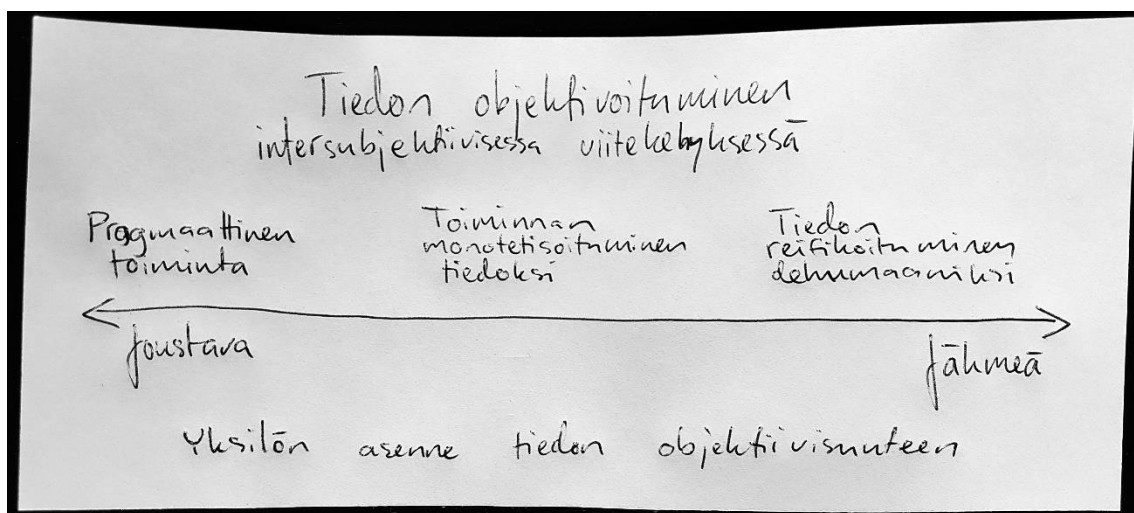 Tiedon objektivoituminen
intersubjektiivisessa viitekehyksessä
Pragmaattinen
toiminta
Toiminnan
monotetisoituminen
tiedoksi
Tiedon
reifikoituminen
dehumaaniksi
Joustava
Jähmeä
Yksilön asenne tiedon objektiivisuuteen